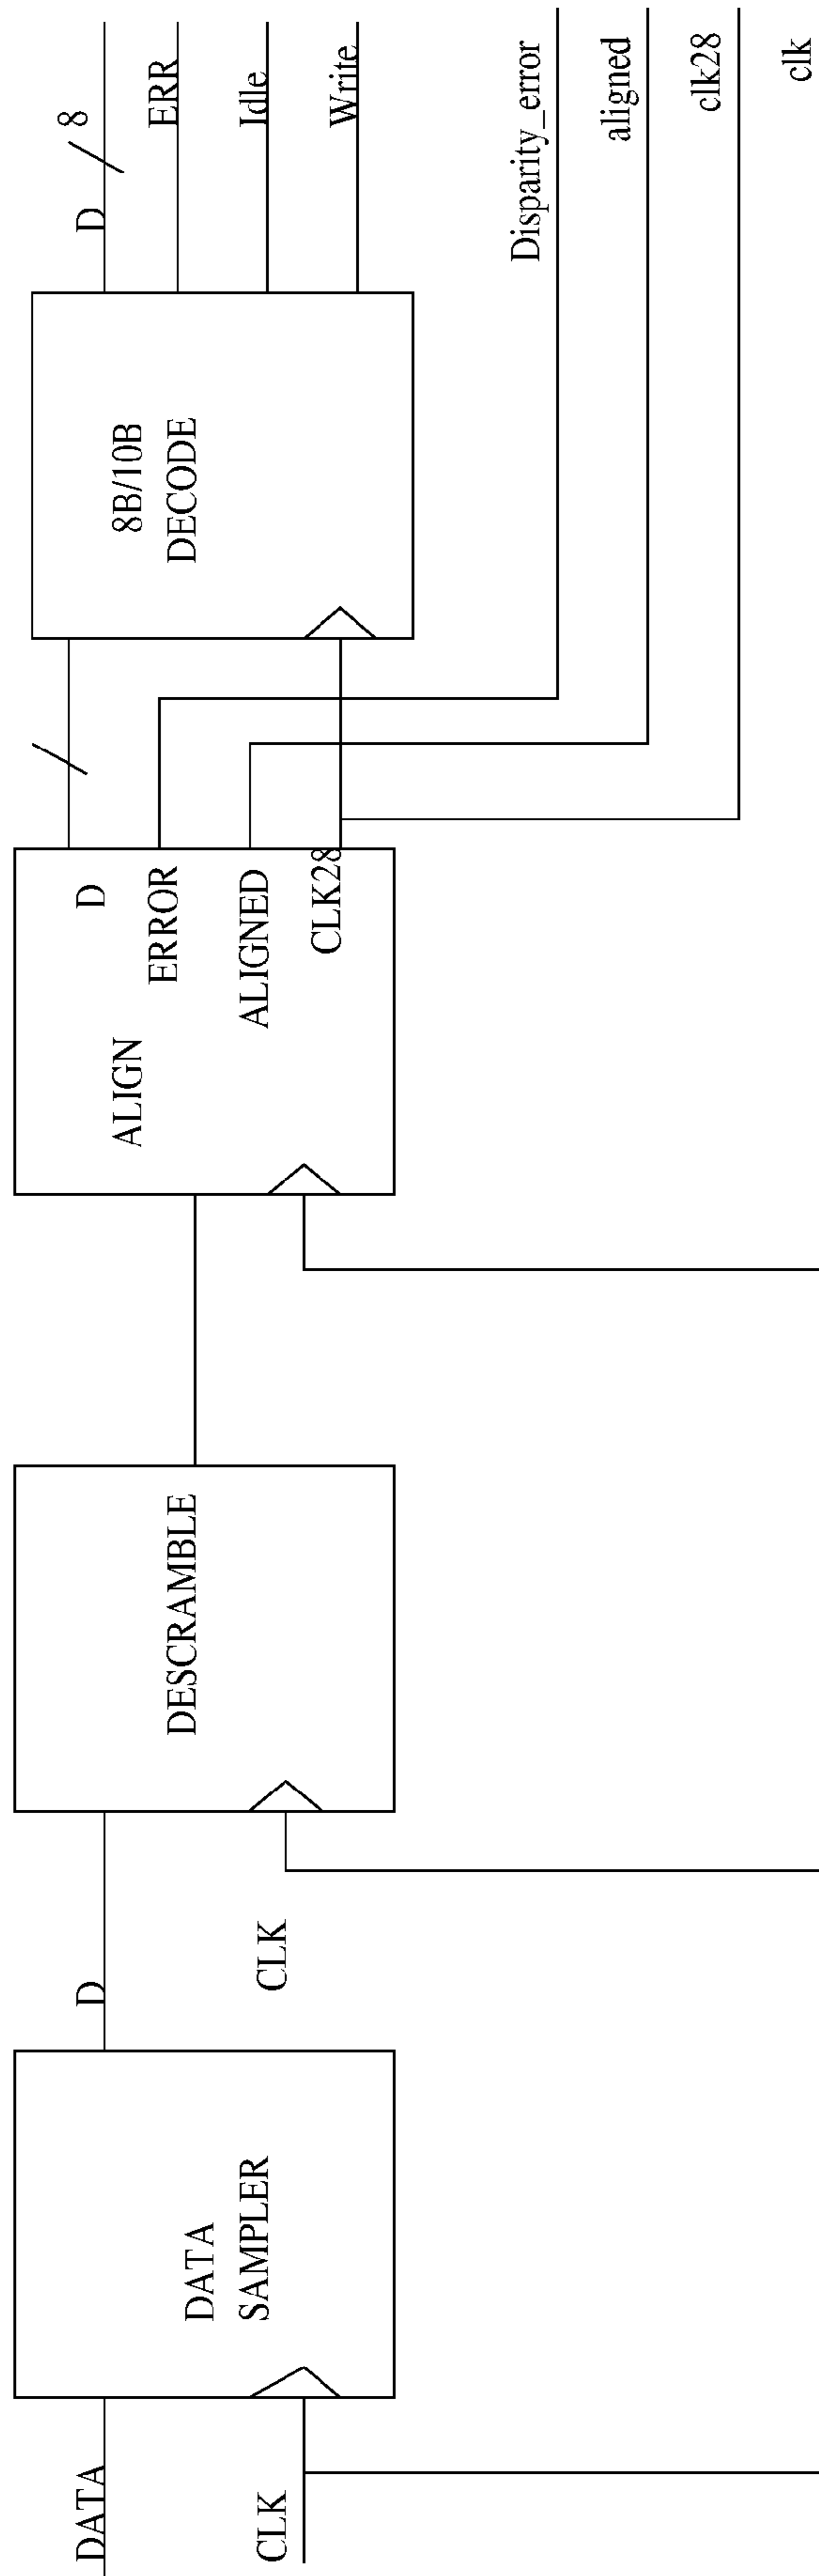 DATA
CLK
DATA
SAMPLER
D
CLK
DESCRAMBLE
ALIGN
D
ERROR
ALIGNED
CLK28
8B/10B
DECODE
D
8
ERR
Idle
Write
Disparity_error
aligned
clk28
clk